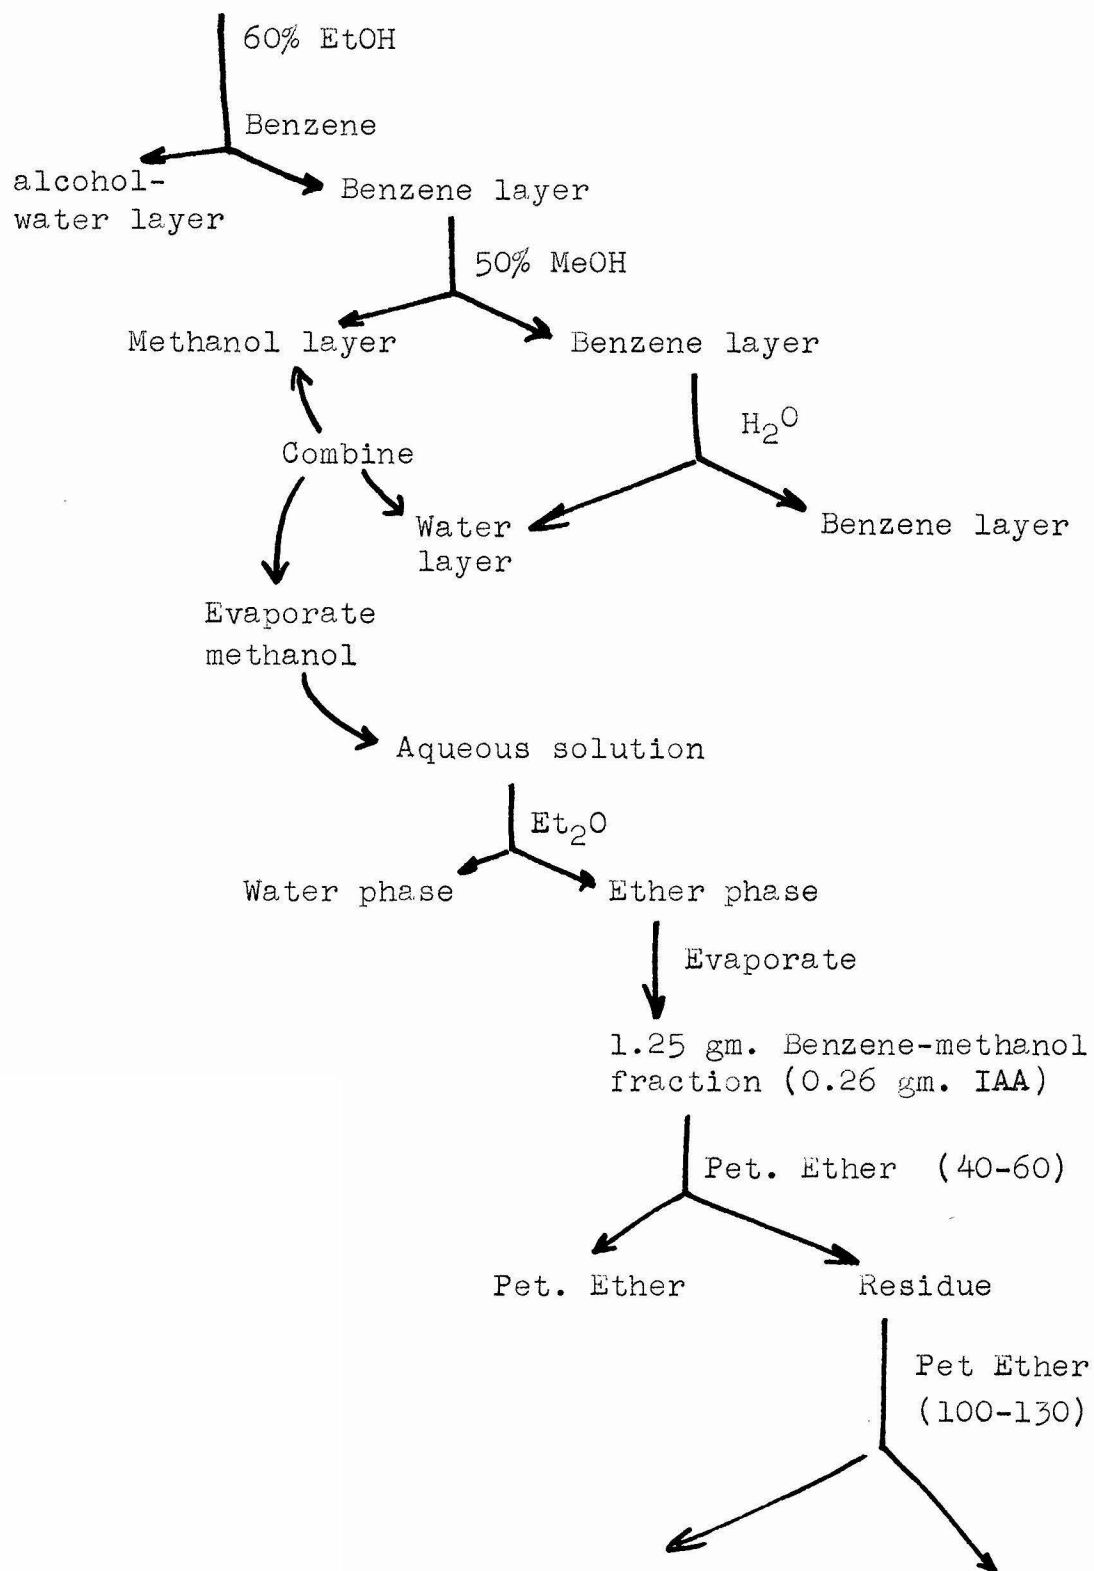 60% EtOH
Benzene
alcohol-
water layer
Benzene layer
50% MeOH
Methanol layer
Benzene layer
H₂O
Combine
Water
layer
Benzene layer
Evaporate
methanol
Aqueous solution
Et₂O
Water phase
Ether phase
Evaporate
1.25 gm. Benzene-methanol
fraction (0.26 gm. IAA)
Pet. Ether (40-60)
Pet. Ether
Residue
Pet Ether
(100-130)